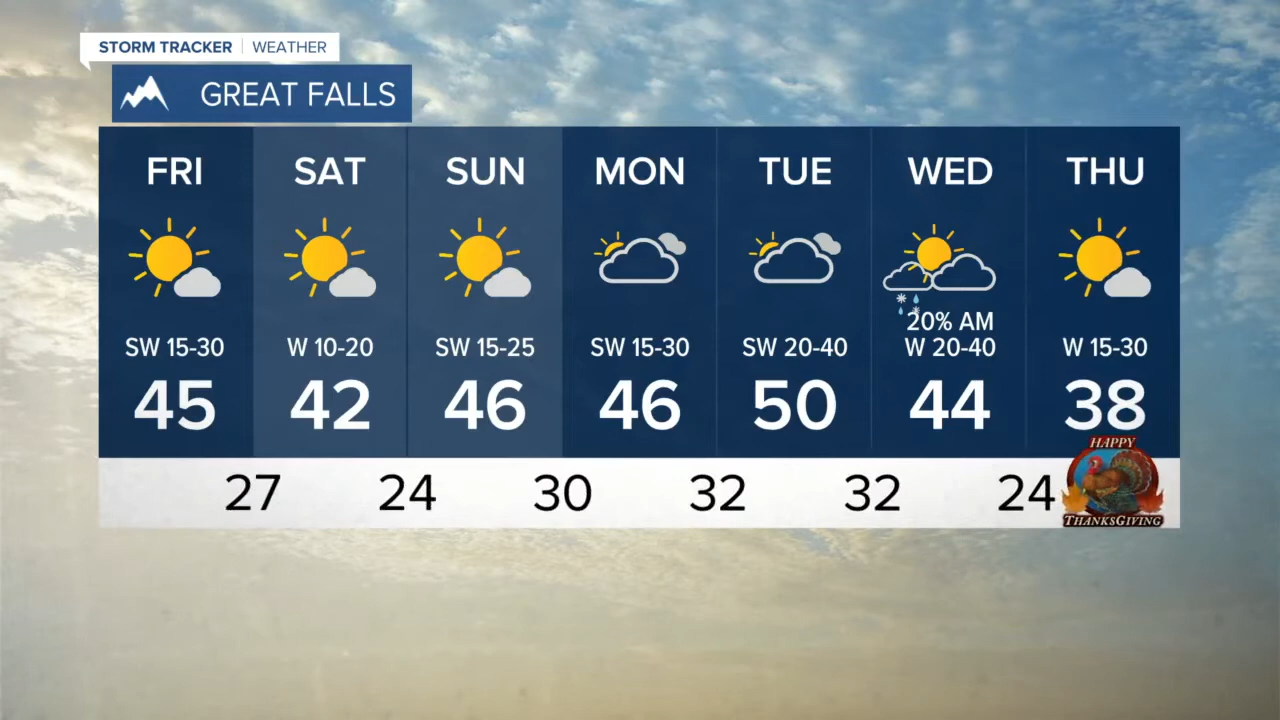 STORM TRACKER | WEATHER
GREAT FALLS
FRI SAT SUN MON TUE WED THU
20% AM
SW 15-30 W 10-20 SW 15-25 SW 15-30 SW 20-40 W 20-40 W 15-30
45 42 46 46 50 44 38
HAPPY
27 24 30 32 32 24
THANKSGIVING